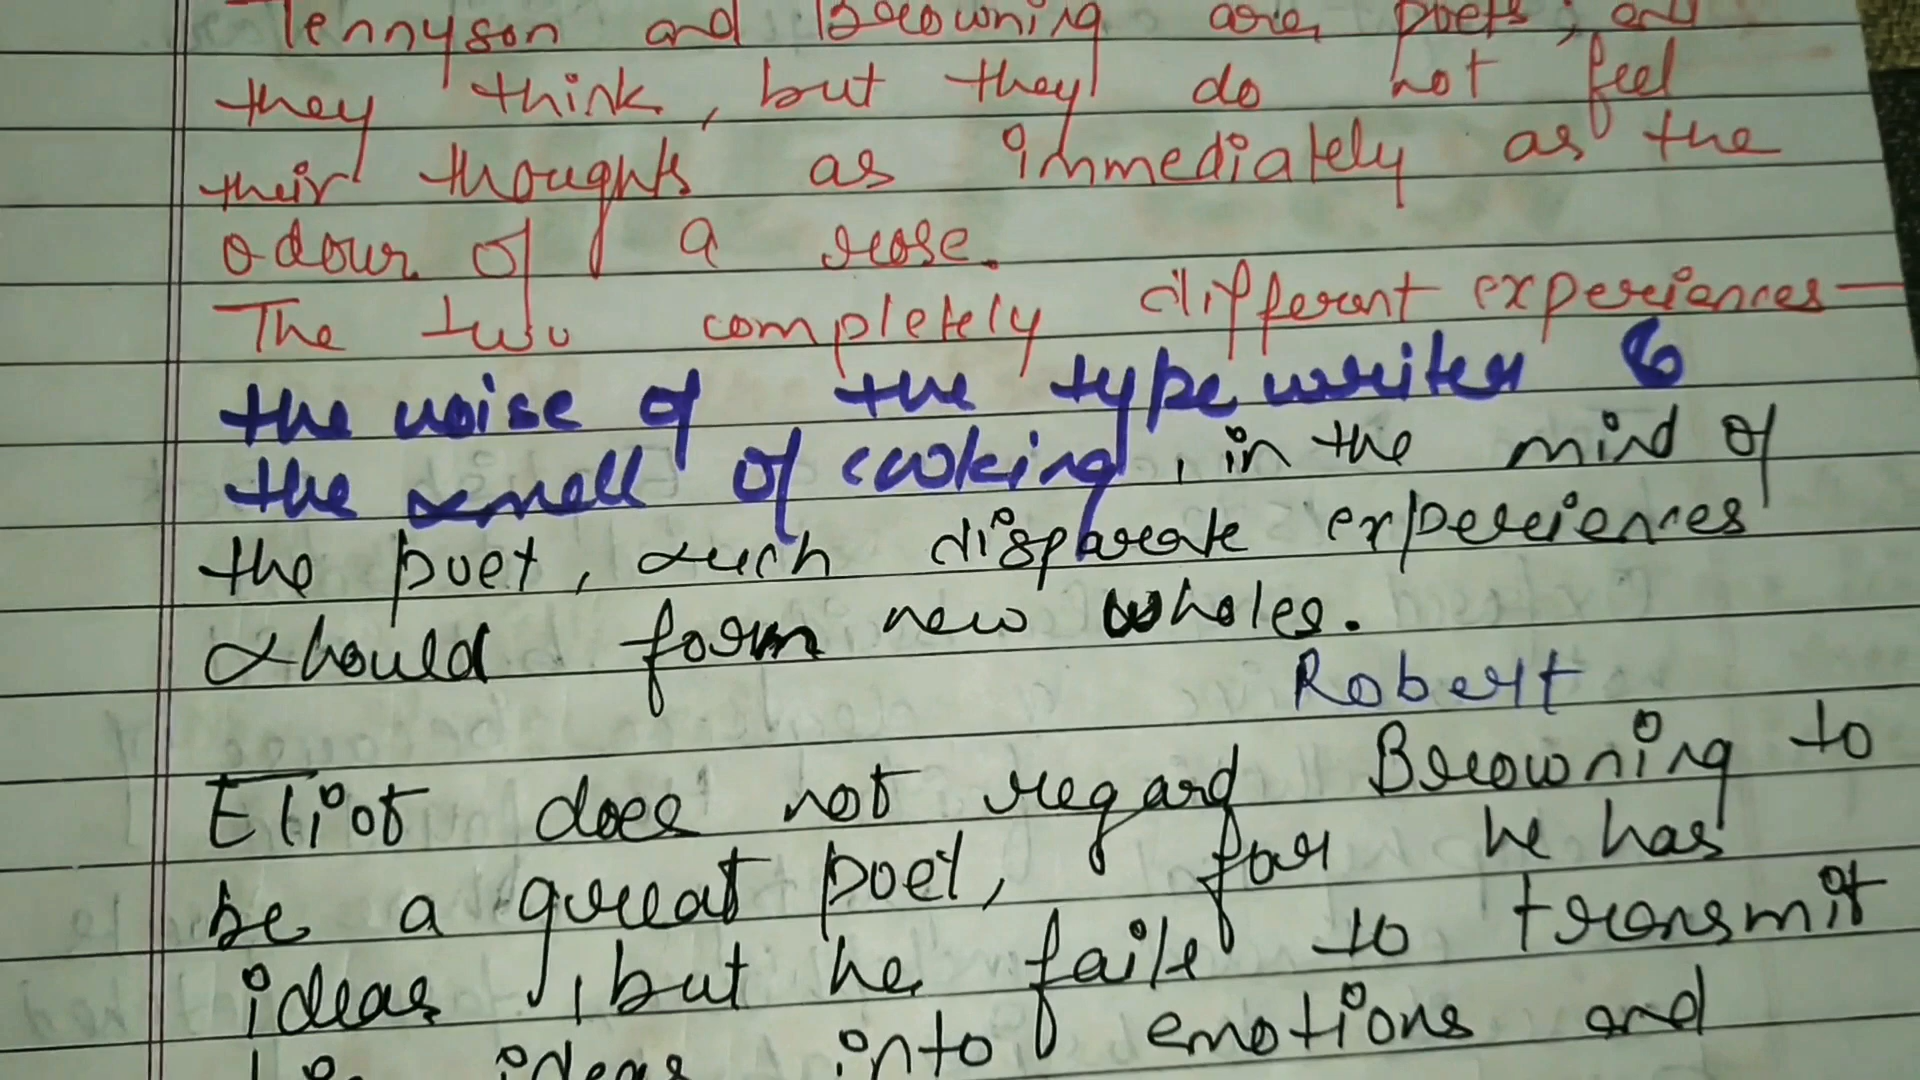 Tennyson and Browning are poets, and
they think, but they do not feel
their thoughts as immediately as the
odour of a rose.
The two completely different experiences—
the noise of the typewriter &
the smell of cooking, in the mind of
the poet, such disparate experiences
should form new wholes.
Robert
Eliot does not regard Browning to
be a great poet, for he has
ideas, but he fails to transmit
his ideas into emotions and